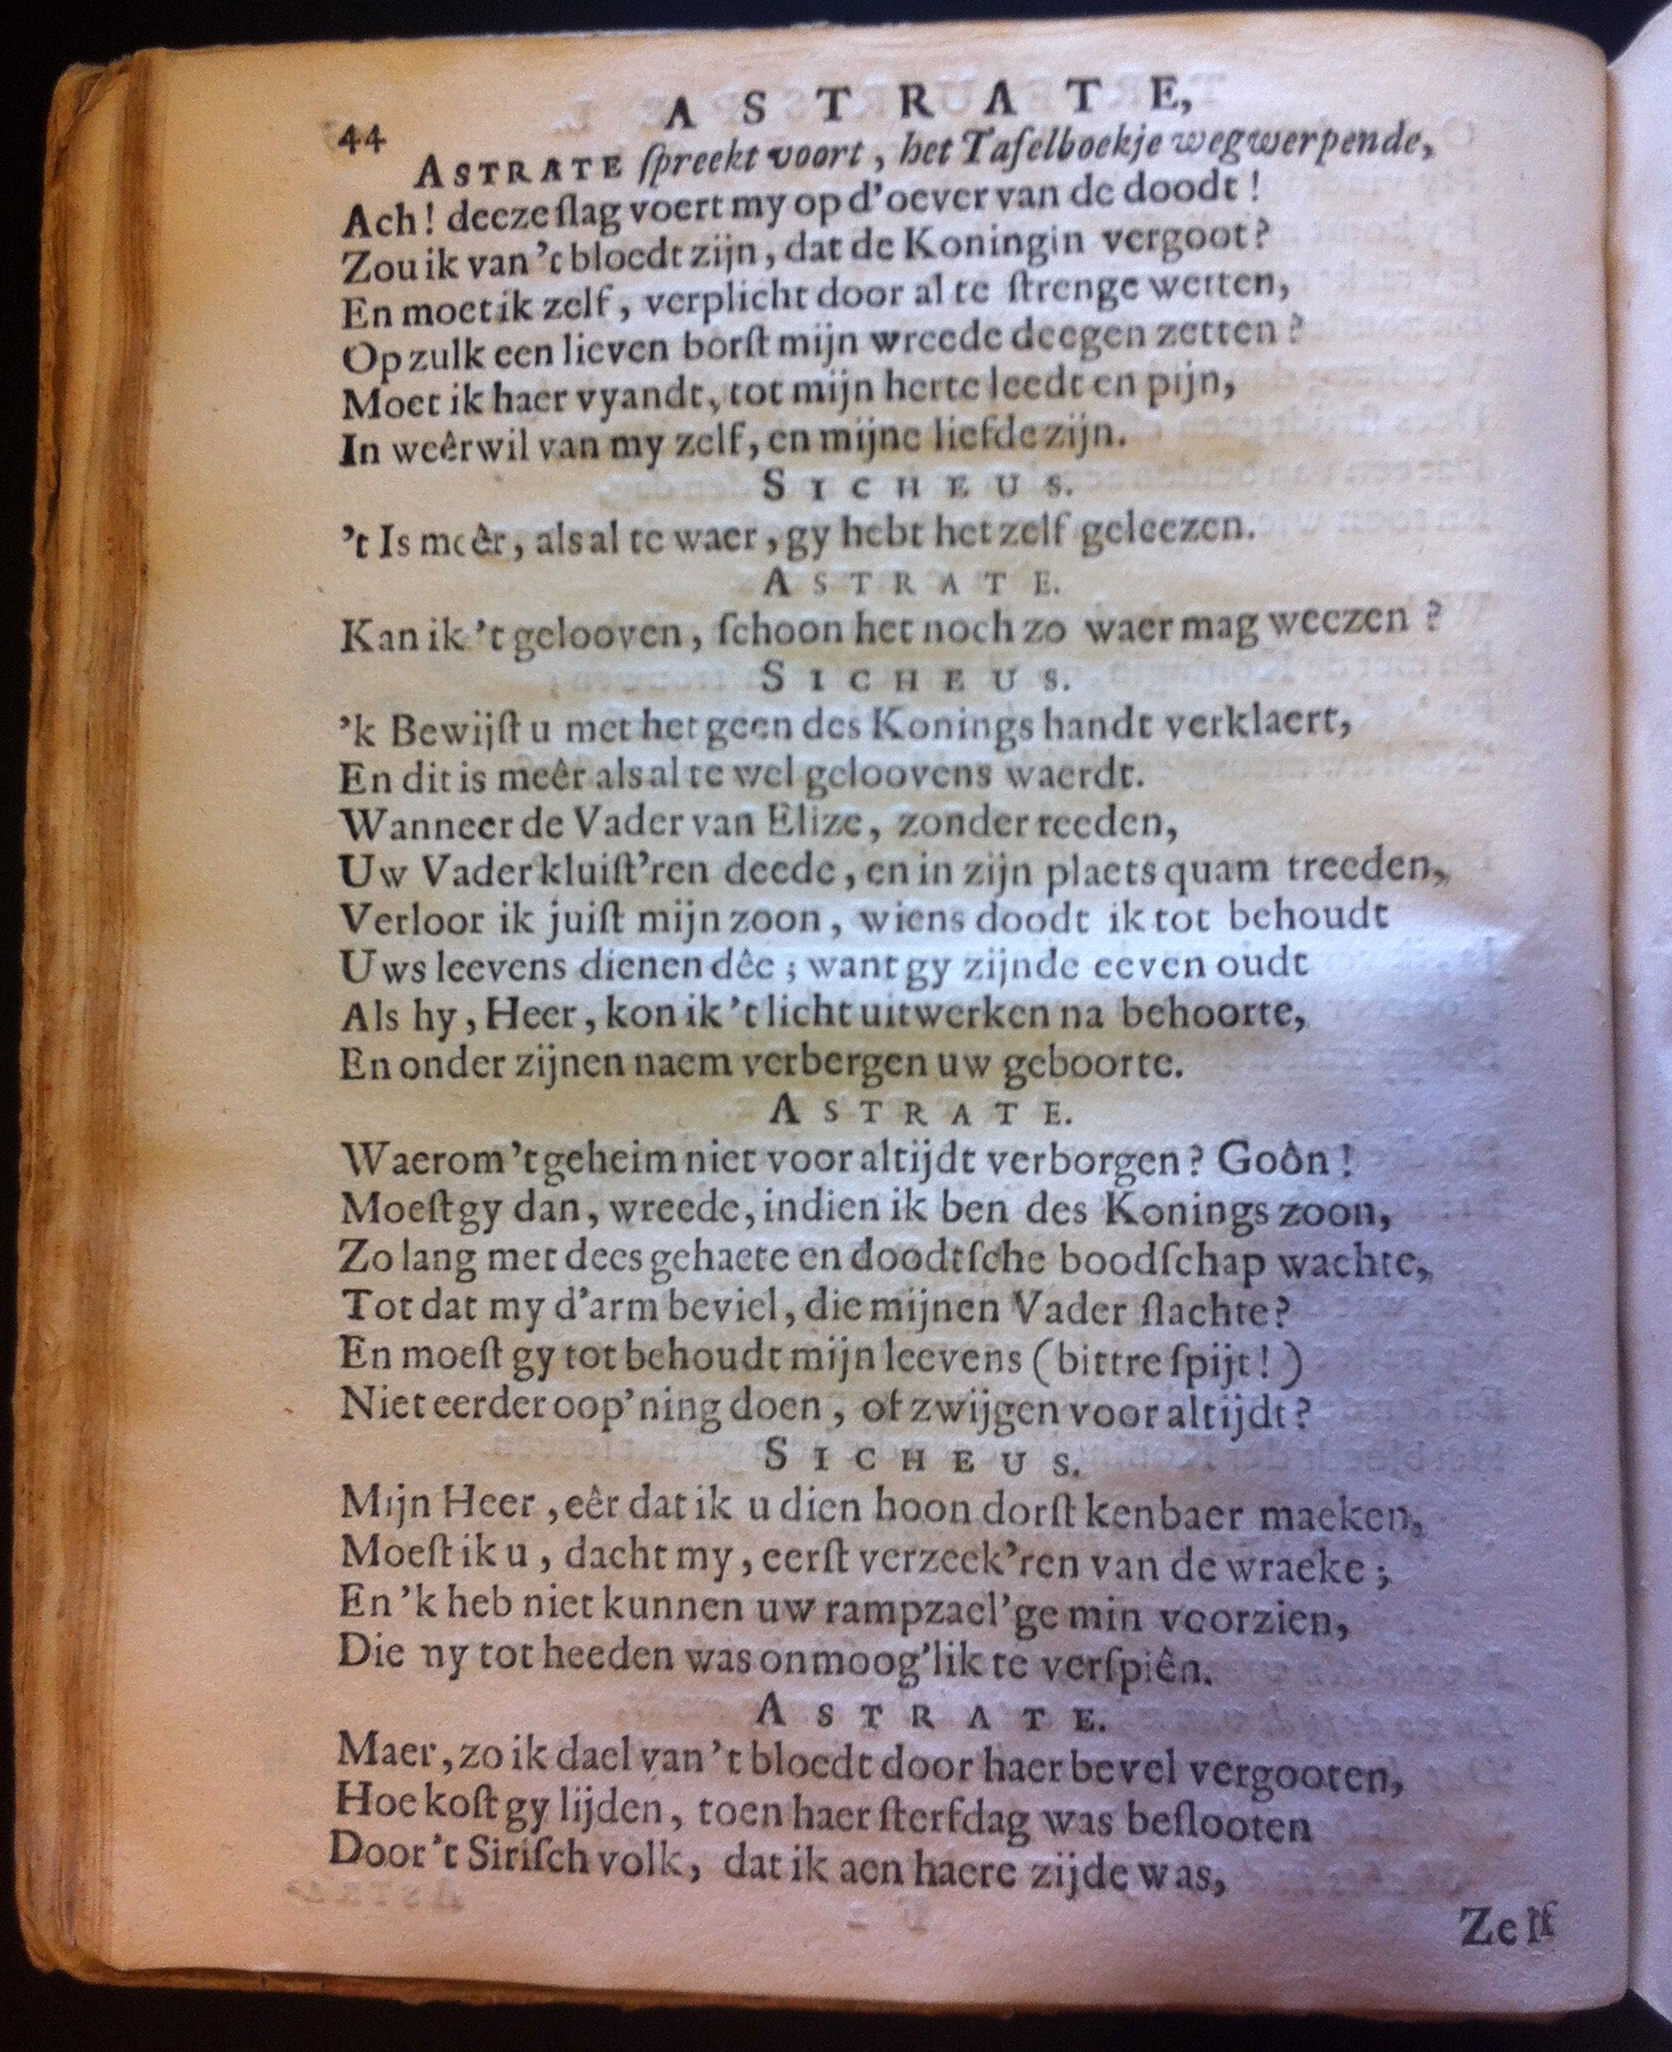 44
ASTRATE,
ASTRATE ſpreekt voort, het Tafelboekje wegwerpende,
Ach! deeze ſlag voert my op d'oever van de doodt!
Zou ik van 't bloedt zijn, dat de Koningin vergoot?
En moet ik zelf, verplicht door al te ſtrenge wetten,
Op zulk een lieven borſt mijn wreede deegen zetten?
Moet ik haer vyandt, tot mijn herte leedt en pijn,
In weêrwil van my zelf, en mijne liefde zijn.
SICHEUS.
't Is meêr, als al te waer, gy hebt het zelf geleezen.
ASTRATE.
Kan ik 't gelooven, ſchoon het noch zo waer mag weezen?
SICHEUS.
'k Bewijſt u met het geen des Konings handt verklaert,
En dit is meêr als al te wel geloovens waerdt.
Wanneer de Vader van Elize, zonder reeden,
Uw Vader kluiſt'ren deede, en in zijn plaets quam treeden,
Verloor ik juiſt mijn zoon, wiens doodt ik tot behoudt
Uws leevens dienen dêe; want gy zijnde eeven oudt
Als hy, Heer, kon ik 't licht uitwerken na behoorte,
En onder zijnen naem verbergen uw geboorte.
ASTRATE.
Waerom 't geheim niet voor altijdt verborgen? Goôn!
Moeſt gy dan, wreede, indien ik ben des Konings zoon,
Zo lang met dees gehaete en doodtſche boodſchap wachte,
Tot dat my d'arm beviel, die mijnen Vader ſlachte?
En moeſt gy tot behoudt mijn leevens (bittre ſpijt!)
Niet eerder oop'ning doen, of zwijgen voor altijdt?
SICHEUS.
Mijn Heer, eêr dat ik u dien hoon dorſt kenbaer maeken,
Moeſt ik u, dacht my, eerſt verzeek'ren van de wraeke;
En 'k heb niet kunnen uw rampzael'ge min voorzien,
Die my tot heeden was onmoog'lik te verſpiên.
ASTRATE.
Maer, zo ik dael van 't bloedt door haer bevel vergooten,
Hoe koſt gy lijden, toen haer ſterfdag was beſlooten
Door 't Siriſch volk, dat ik aen haere zijde was,
Zelf